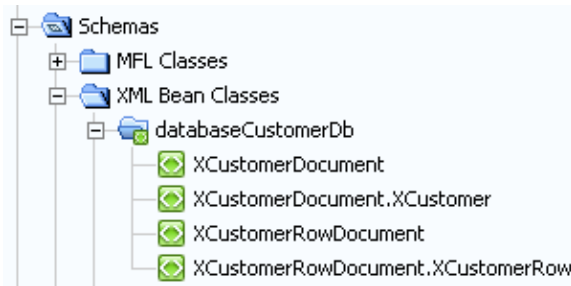 Schemas
MFL Classes
XML Bean Classes
databaseCustomerDb
XCustomerDocument
XCustomerDocument.XCustomer
XCustomerRowDocument
XCustomerRowDocument.XCustomerRow